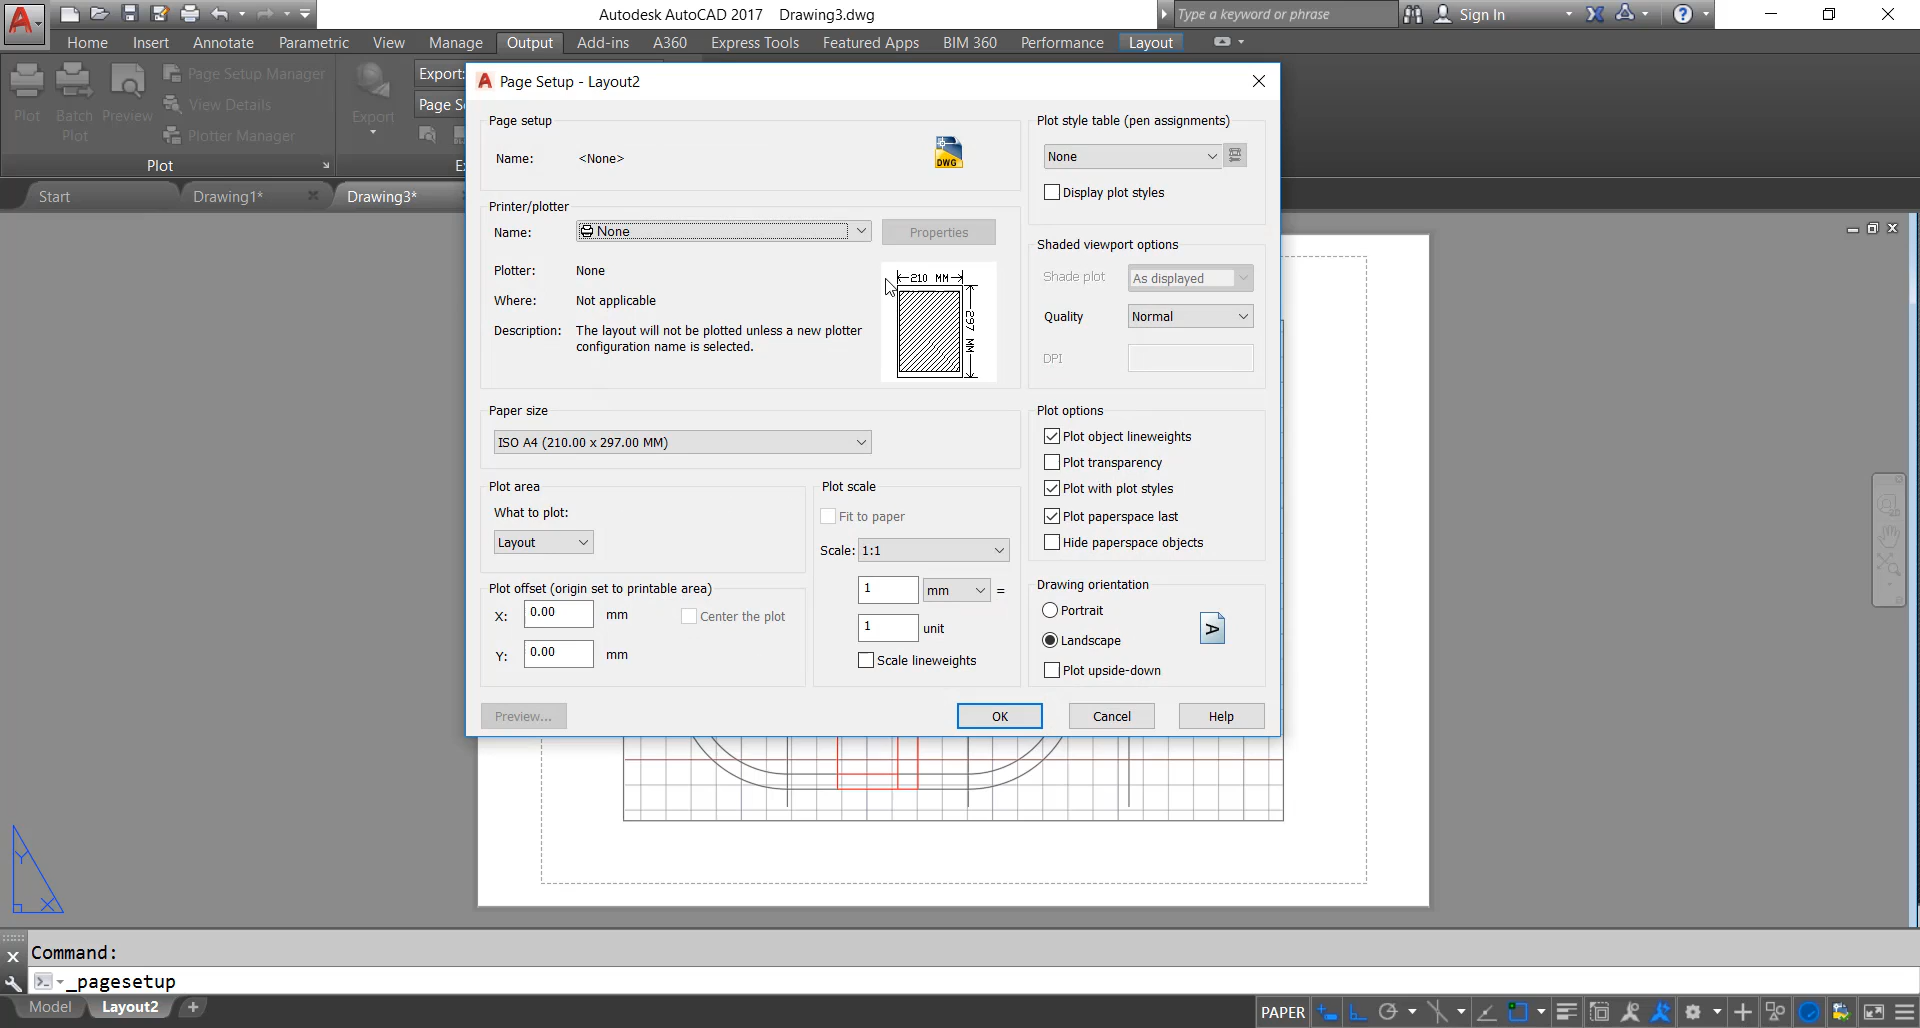 Autodesk AutoCAD 2017 Drawing3.dwg
Type a keyword or phrase
Sign In
Home Insert Annotate Parametric View Manage Output Add-ins A360 Express Tools Featured Apps BIM 360 Performance Layout
Plot
Batch Plot
Preview
Page Setup Manager
View Details
Plotter Manager
Export
Export:
Page S
Plot
Start Drawing1* Drawing3*
Page Setup - Layout2
Page setup
Name: <None>
DWG
Printer/plotter
Name: None Properties
Plotter: None
Where: Not applicable
Description: The layout will not be plotted unless a new plotter
configuration name is selected.
210 MM
297 MM
Paper size
ISO A4 (210.00 x 297.00 MM)
Plot area
What to plot:
Layout
Plot offset (origin set to printable area)
X: 0.00 mm Center the plot
Y: 0.00 mm
Plot scale
Fit to paper
Scale: 1:1
1 mm =
1 unit
Scale lineweights
Plot style table (pen assignments)
None
Display plot styles
Shaded viewport options
Shade plot As displayed
Quality Normal
DPI
Plot options
Plot object lineweights
Plot transparency
Plot with plot styles
Plot paperspace last
Hide paperspace objects
Drawing orientation
Portrait
Landscape
A
Plot upside-down
Preview... OK Cancel Help
Y
X
Command:
_pagesetup
Model Layout2 +
PAPER